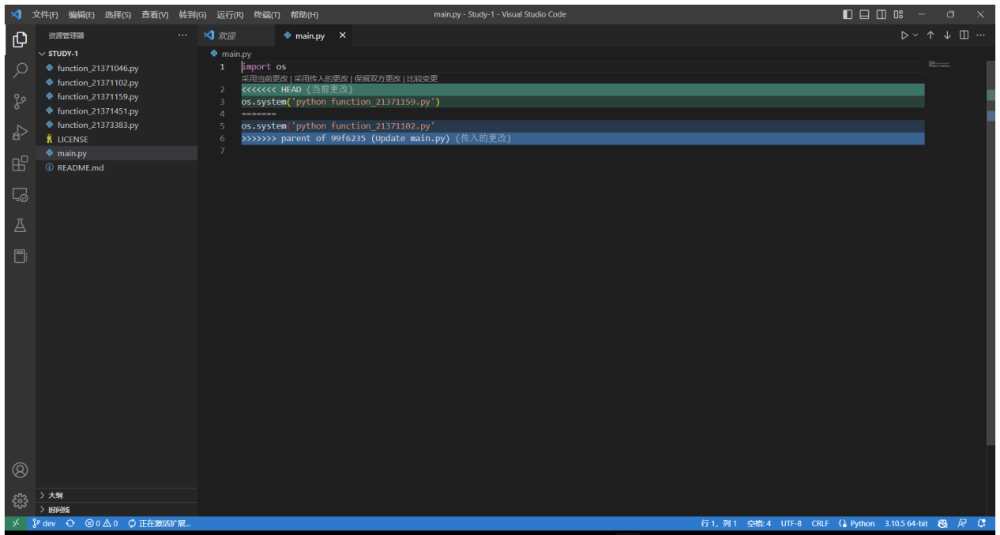 文件(F) 编辑(E) 选择(S) 查看(V) 转到(G) 运行(R) 终端(T) 帮助(H) main.py - Study-1 - Visual Studio Code
资源管理器 ··· 欢迎 main.py
STUDY-1
function_21371046.py
function_21371102.py
function_21371159.py
function_21371451.py
function_21373383.py
LICENSE
main.py
README.md
main.py
1 import os
采用当前更改 | 采用传入的更改 | 保留双方更改 | 比较变更
2 <<<<<<< HEAD (当前更改)
3 os.system('python function_21371159.py')
4 =======
5 os.system('python function_21371102.py'
6 >>>>>>> parent of 99f6235 (Update main.py) (传入的更改)
7
大纲
时间线
dev 0 0 正在激活扩展... 行 1，列 1 空格: 4 UTF-8 CRLF Python 3.10.5 64-bit